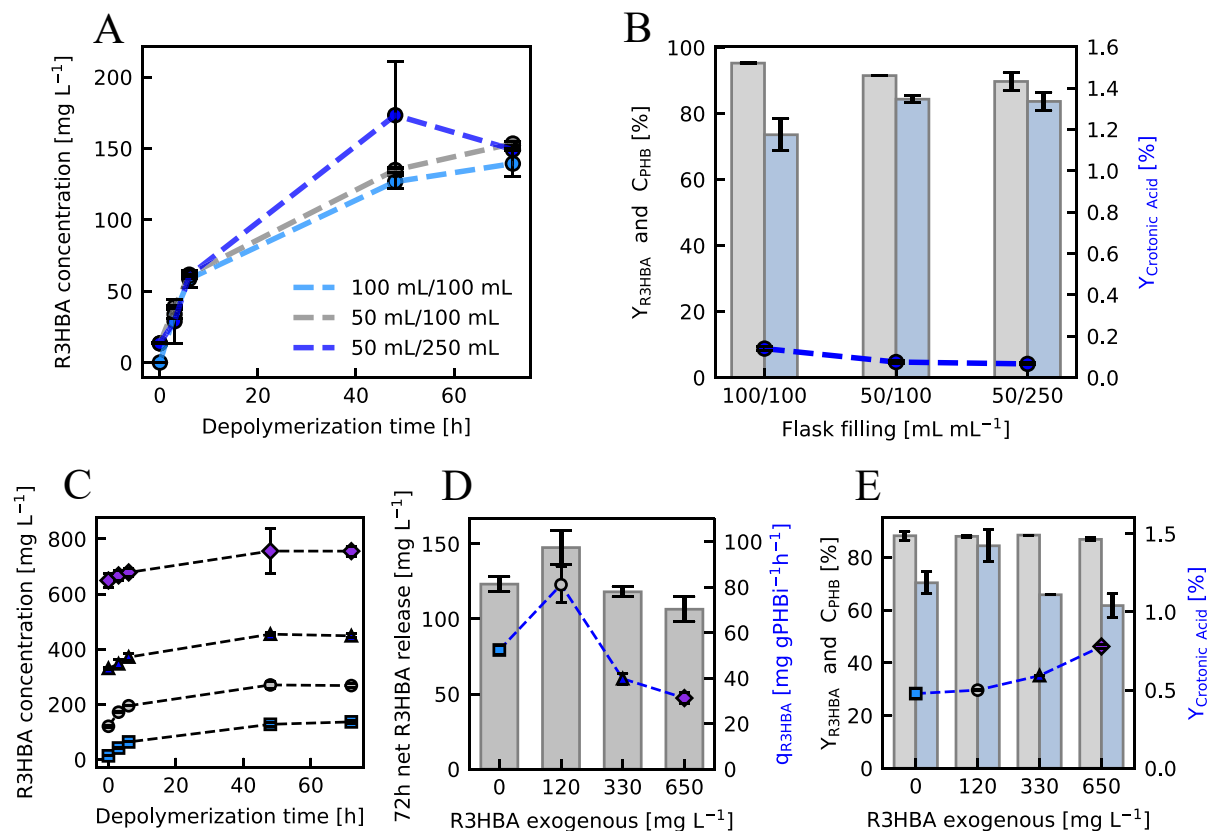 A
R3HBA concentration [mg L⁻¹]
200
150
100
50
0
0 20 40 60
Depolymerization time [h]
100 mL/100 mL
50 mL/100 mL
50 mL/250 mL
B
Y_R3HBA and C_PHB [%]
100
80
60
40
20
0
100/100 50/100 50/250
Flask filling [mL mL⁻¹]
1.6
1.4
1.2
1.0
0.8
0.6
0.4
0.2
0.0
Y_Crotonic Acid [%]
C
R3HBA concentration [mg L⁻¹]
800
600
400
200
0
0 20 40 60
Depolymerization time [h]
D
72h net R3HBA release [mg L⁻¹]
150
100
50
0
0 120 330 650
R3HBA exogenous [mg L⁻¹]
100
80
60
40
20
0
q_R3HBA [mg gPHBi⁻¹h⁻¹]
E
Y_R3HBA and C_PHB [%]
80
60
40
20
0
0 120 330 650
R3HBA exogenous [mg L⁻¹]
1.5
1.0
0.5
0.0
Y_Crotonic Acid [%]